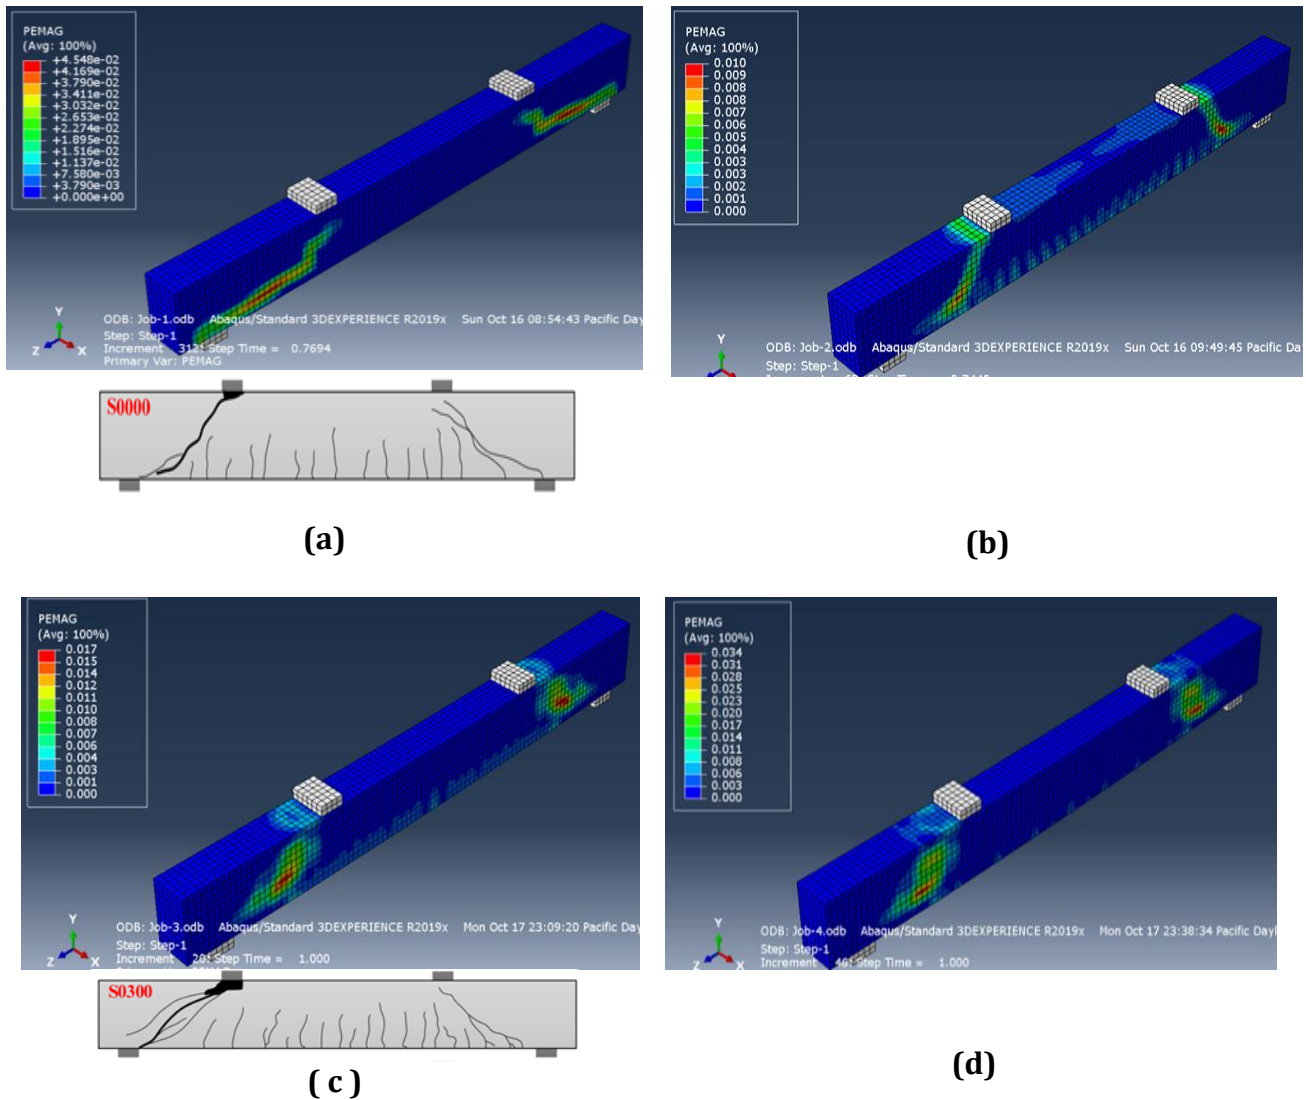 PEMAG
(Avg: 100%)
+4.548e-02
+4.169e-02
+3.790e-02
+3.411e-02
+3.032e-02
+2.653e-02
+2.274e-02
+1.895e-02
+1.516e-02
+1.137e-02
+7.580e-03
+3.790e-03
+0.000e+00
Y
Z X
ODB: Job-1.odb Abaqus/Standard 3DEXPERIENCE R2019x Sun Oct 16 08:54:43 Pacific Day
Step: Step-1
Increment 312: Step Time = 0.7694
Primary Var: PEMAG
S0000
(a)
PEMAG
(Avg: 100%)
0.010
0.009
0.008
0.008
0.007
0.006
0.005
0.004
0.003
0.003
0.002
0.001
0.000
Y
Z X
ODB: Job-2.odb Abaqus/Standard 3DEXPERIENCE R2019x Sun Oct 16 09:49:45 Pacific Da
Step: Step-1
(b)
PEMAG
(Avg: 100%)
0.017
0.015
0.014
0.012
0.011
0.010
0.008
0.007
0.006
0.004
0.003
0.001
0.000
Y
Z X
ODB: Job-3.odb Abaqus/Standard 3DEXPERIENCE R2019x Mon Oct 17 23:09:20 Pacific Day
Step: Step-1
Increment 20: Step Time = 1.000
S0300
( c )
PEMAG
(Avg: 100%)
0.034
0.031
0.028
0.025
0.023
0.020
0.017
0.014
0.011
0.008
0.006
0.003
0.000
Y
Z X
ODB: Job-4.odb Abaqus/Standard 3DEXPERIENCE R2019x Mon Oct 17 23:38:34 Pacific Dayl
Step: Step-1
Increment 46: Step Time = 1.000
(d)